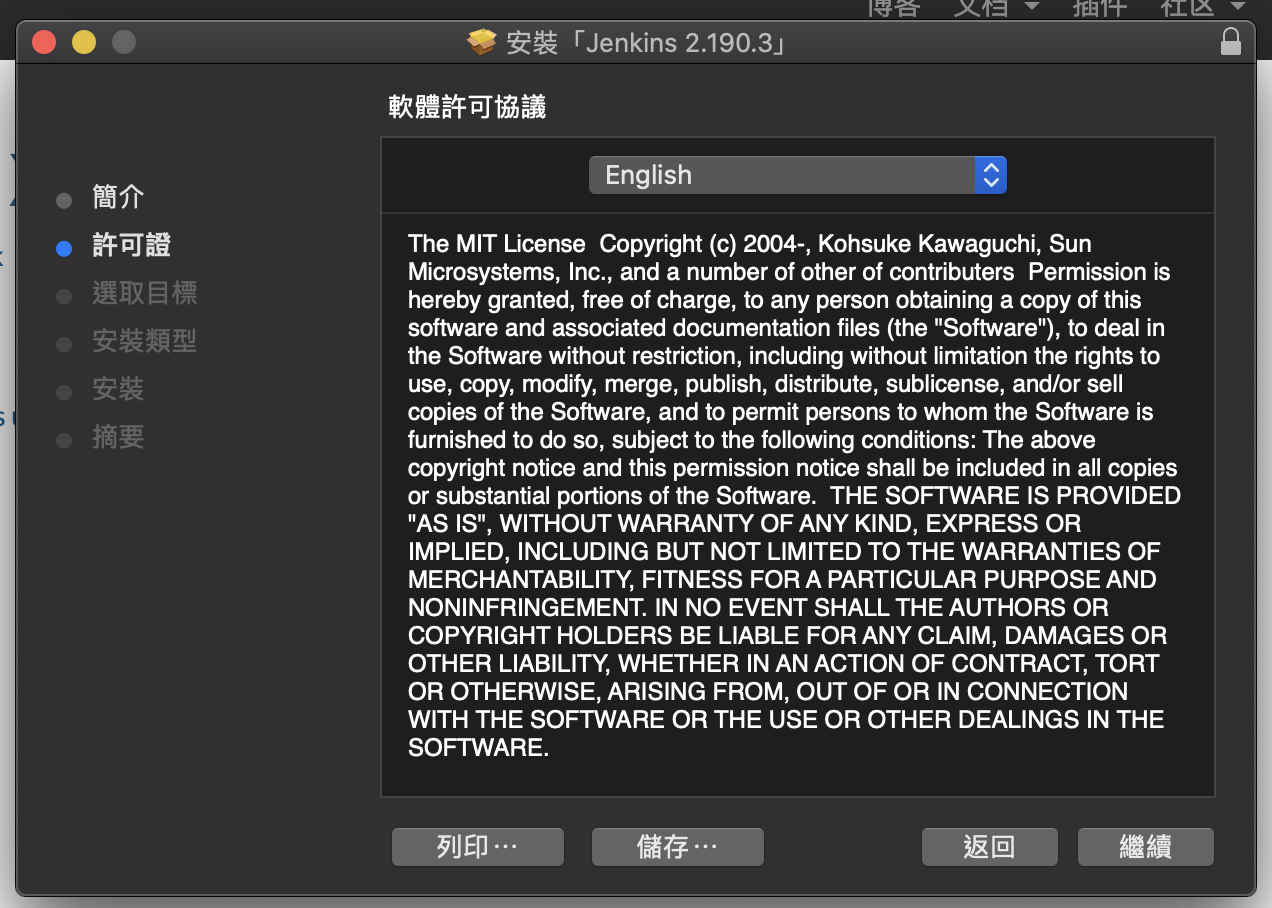 博客 文档 插件 社区
安裝「Jenkins 2.190.3」
軟體許可協議
English
簡介
許可證
選取目標
安裝類型
安裝
摘要
The MIT License  Copyright (c) 2004-, Kohsuke Kawaguchi, Sun
Microsystems, Inc., and a number of other of contributers  Permission is
hereby granted, free of charge, to any person obtaining a copy of this
software and associated documentation files (the "Software"), to deal in
the Software without restriction, including without limitation the rights to
use, copy, modify, merge, publish, distribute, sublicense, and/or sell
copies of the Software, and to permit persons to whom the Software is
furnished to do so, subject to the following conditions: The above
copyright notice and this permission notice shall be included in all copies
or substantial portions of the Software.  THE SOFTWARE IS PROVIDED
"AS IS", WITHOUT WARRANTY OF ANY KIND, EXPRESS OR
IMPLIED, INCLUDING BUT NOT LIMITED TO THE WARRANTIES OF
MERCHANTABILITY, FITNESS FOR A PARTICULAR PURPOSE AND
NONINFRINGEMENT. IN NO EVENT SHALL THE AUTHORS OR
COPYRIGHT HOLDERS BE LIABLE FOR ANY CLAIM, DAMAGES OR
OTHER LIABILITY, WHETHER IN AN ACTION OF CONTRACT, TORT
OR OTHERWISE, ARISING FROM, OUT OF OR IN CONNECTION
WITH THE SOFTWARE OR THE USE OR OTHER DEALINGS IN THE
SOFTWARE.
列印⋯ 儲存⋯ 返回 繼續